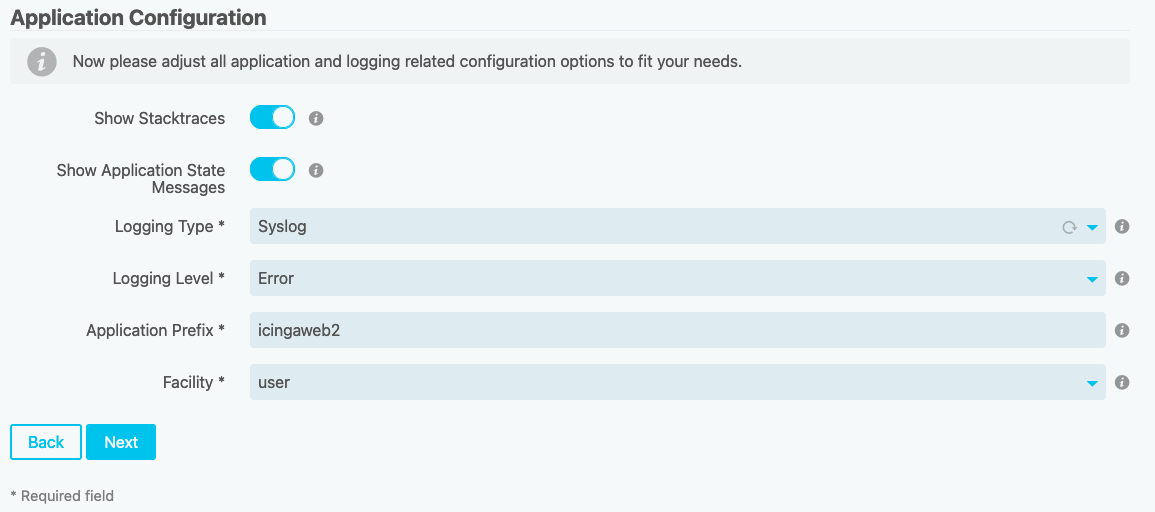 Application Configuration
i Now please adjust all application and logging related configuration options to fit your needs.
Show Stacktraces i
Show Application State
Messages i
Logging Type * Syslog i
Logging Level * Error i
Application Prefix * icingaweb2 i
Facility * user i
Back Next
* Required field